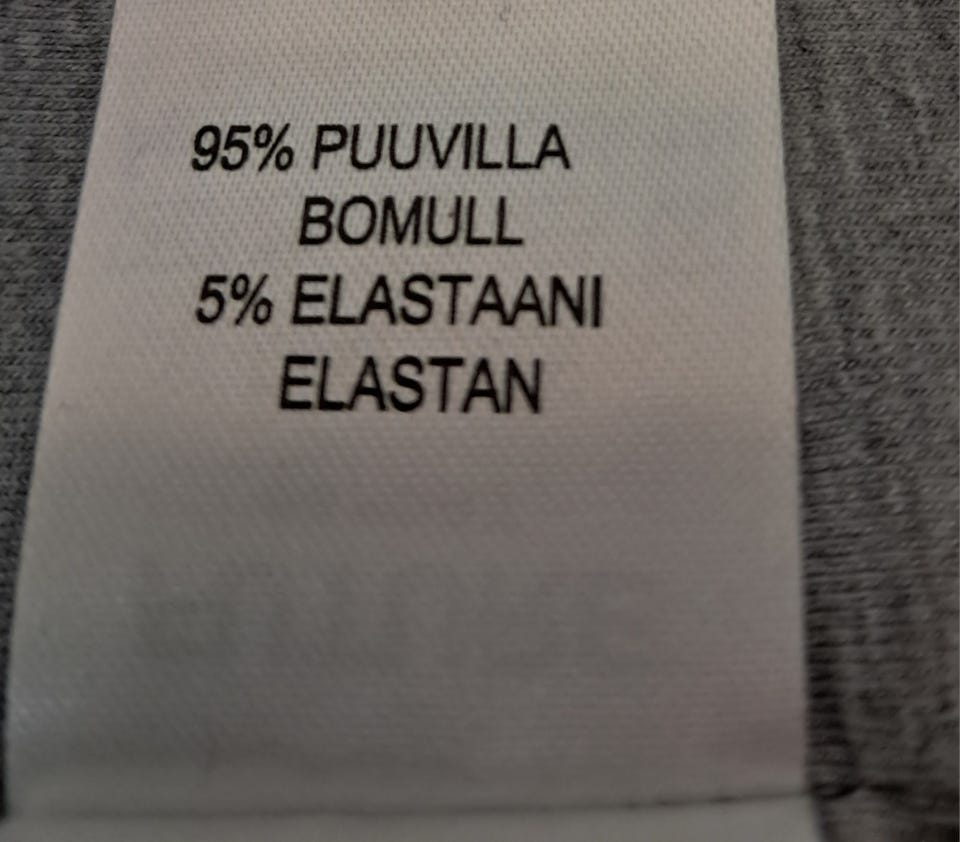 95% PUUVILLA
BOMULL
5% ELASTAANI
ELASTAN